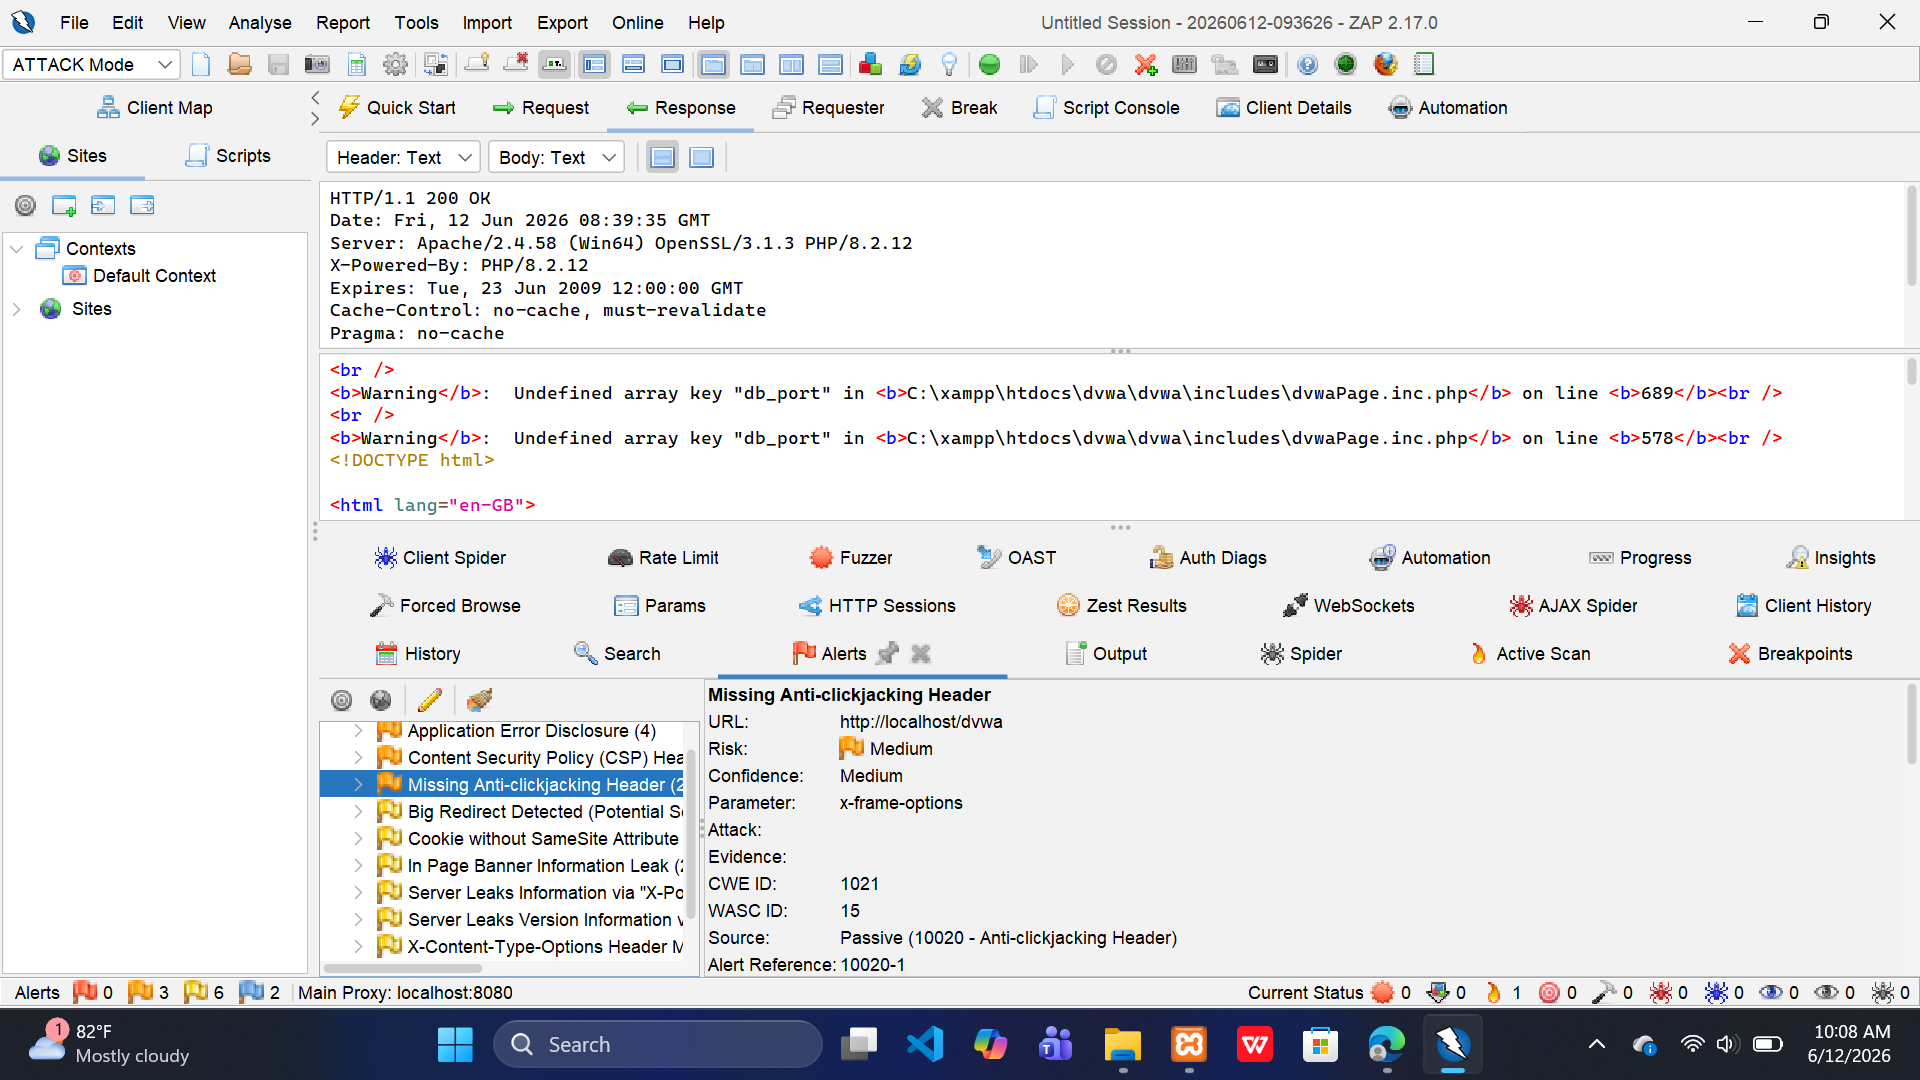 File Edit View Analyse Report Tools Import Export Online Help
Untitled Session - 20260612-093626 - ZAP 2.17.0
ATTACK Mode
Client Map
Quick Start Request Response Requester Break Script Console Client Details Automation
Sites Scripts
Header: Text Body: Text
Contexts
Default Context
Sites
HTTP/1.1 200 OK
Date: Fri, 12 Jun 2026 08:39:35 GMT
Server: Apache/2.4.58 (Win64) OpenSSL/3.1.3 PHP/8.2.12
X-Powered-By: PHP/8.2.12
Expires: Tue, 23 Jun 2009 12:00:00 GMT
Cache-Control: no-cache, must-revalidate
Pragma: no-cache
<br />
<b>Warning</b>:  Undefined array key "db_port" in <b>C:\xampp\htdocs\dvwa\dvwa\includes\dvwaPage.inc.php</b> on line <b>689</b><br />
<br />
<b>Warning</b>:  Undefined array key "db_port" in <b>C:\xampp\htdocs\dvwa\dvwa\includes\dvwaPage.inc.php</b> on line <b>578</b><br />
<!DOCTYPE html>
<html lang="en-GB">
Client Spider Rate Limit Fuzzer OAST Auth Diags Automation Progress Insights
Forced Browse Params HTTP Sessions Zest Results WebSockets AJAX Spider Client History
History Search Alerts Output Spider Active Scan Breakpoints
Application Error Disclosure (4)
Content Security Policy (CSP) Hea
Missing Anti-clickjacking Header (2
Big Redirect Detected (Potential Se
Cookie without SameSite Attribute
In Page Banner Information Leak (2
Server Leaks Information via "X-Po
Server Leaks Version Information v
X-Content-Type-Options Header M
Missing Anti-clickjacking Header
URL: http://localhost/dvwa
Risk: Medium
Confidence: Medium
Parameter: x-frame-options
Attack:
Evidence:
CWE ID: 1021
WASC ID: 15
Source: Passive (10020 - Anti-clickjacking Header)
Alert Reference: 10020-1
Alerts 0 3 6 2 Main Proxy: localhost:8080
Current Status 0 0 1 0 0 0 0 0 0 0
1
82°F
Mostly cloudy
Search
10:08 AM
6/12/2026